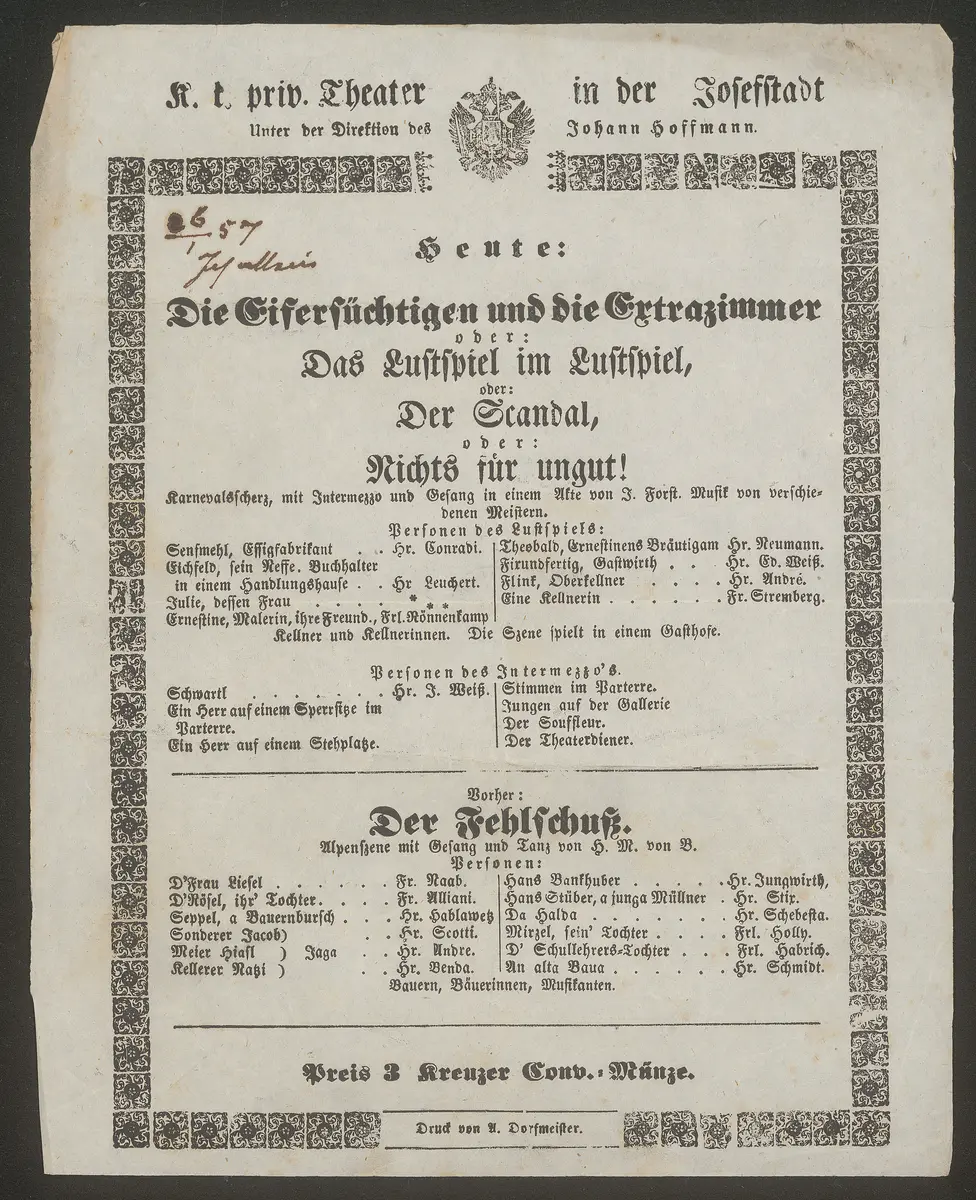 K. k. priv. Theater in der Josefstadt
Unter der Direktion des Johann Hoffmann.
26/1 57
Heute:
Die Eifersüchtigen und die Extrazimmer
oder:
Das Lustspiel im Lustspiel,
oder:
Der Scandal,
oder:
Nichts für ungut!
Karnevalsscherz, mit Intermezzo und Gesang in einem Akte von J. Forst. Musik von verschie-
denen Meistern.
Personen des Lustspiels:
Senfmehl, Essigfabrikant . . Hr. Conradi.
Eichfeld, sein Neffe. Buchhalter
in einem Handlungshause . . Hr Leuchert.
Julie, dessen Frau . . . . . * * *
Ernestine, Malerin, ihre Freund., Frl. Rönnenkamp
Theobald, Ernestinens Bräutigam Hr. Neumann.
Firundfertig, Gastwirth . . Hr. Ed. Weiß.
Flink, Oberkellner . . . . Hr. André.
Eine Kellnerin . . . . . . Fr. Stremberg.
Kellner und Kellnerinnen. Die Szene spielt in einem Gasthofe.
Personen des Intermezzo's.
Schwartl . . . . . . . Hr. J. Weiß.
Ein Herr auf einem Sperrsitze im
Parterre.
Ein Herr auf einem Stehplatze.
Stimmen im Parterre.
Jungen auf der Gallerie
Der Souffleur.
Der Theaterdiener.
Vorher:
Der Fehlschuß.
Alpenszene mit Gesang und Tanz von H. M. von B.
Personen:
D'Frau Liesel . . . . . . Fr. Raab.
D'Rösel, ihr' Tochter. . . . Fr. Alliani.
Seppel, a Bauernbursch . . . Hr. Hablawetz
Sonderer Jacob) . . Hr. Scotti.
Meier Hiasl ) Jaga . . Hr. Andre.
Kellerer Natzi ) . . Hr. Benda.
Hans Bankhuber . . . . . Hr. Jungwirth,
Hans Stüber, a junga Müllner . Hr. Stix.
Da Halda . . . . . . Hr. Schebesta.
Mirzel, sein' Tochter . . . . Frl. Holly.
D' Schullehrers-Tochter . . . Frl. Habrich.
An alta Baua . . . . . . Hr. Schmidt.
Bauern, Bäuerinnen, Musikanten.
Preis 3 Kreuzer Conv.-Münze.
Druck von A. Dorfmeister.